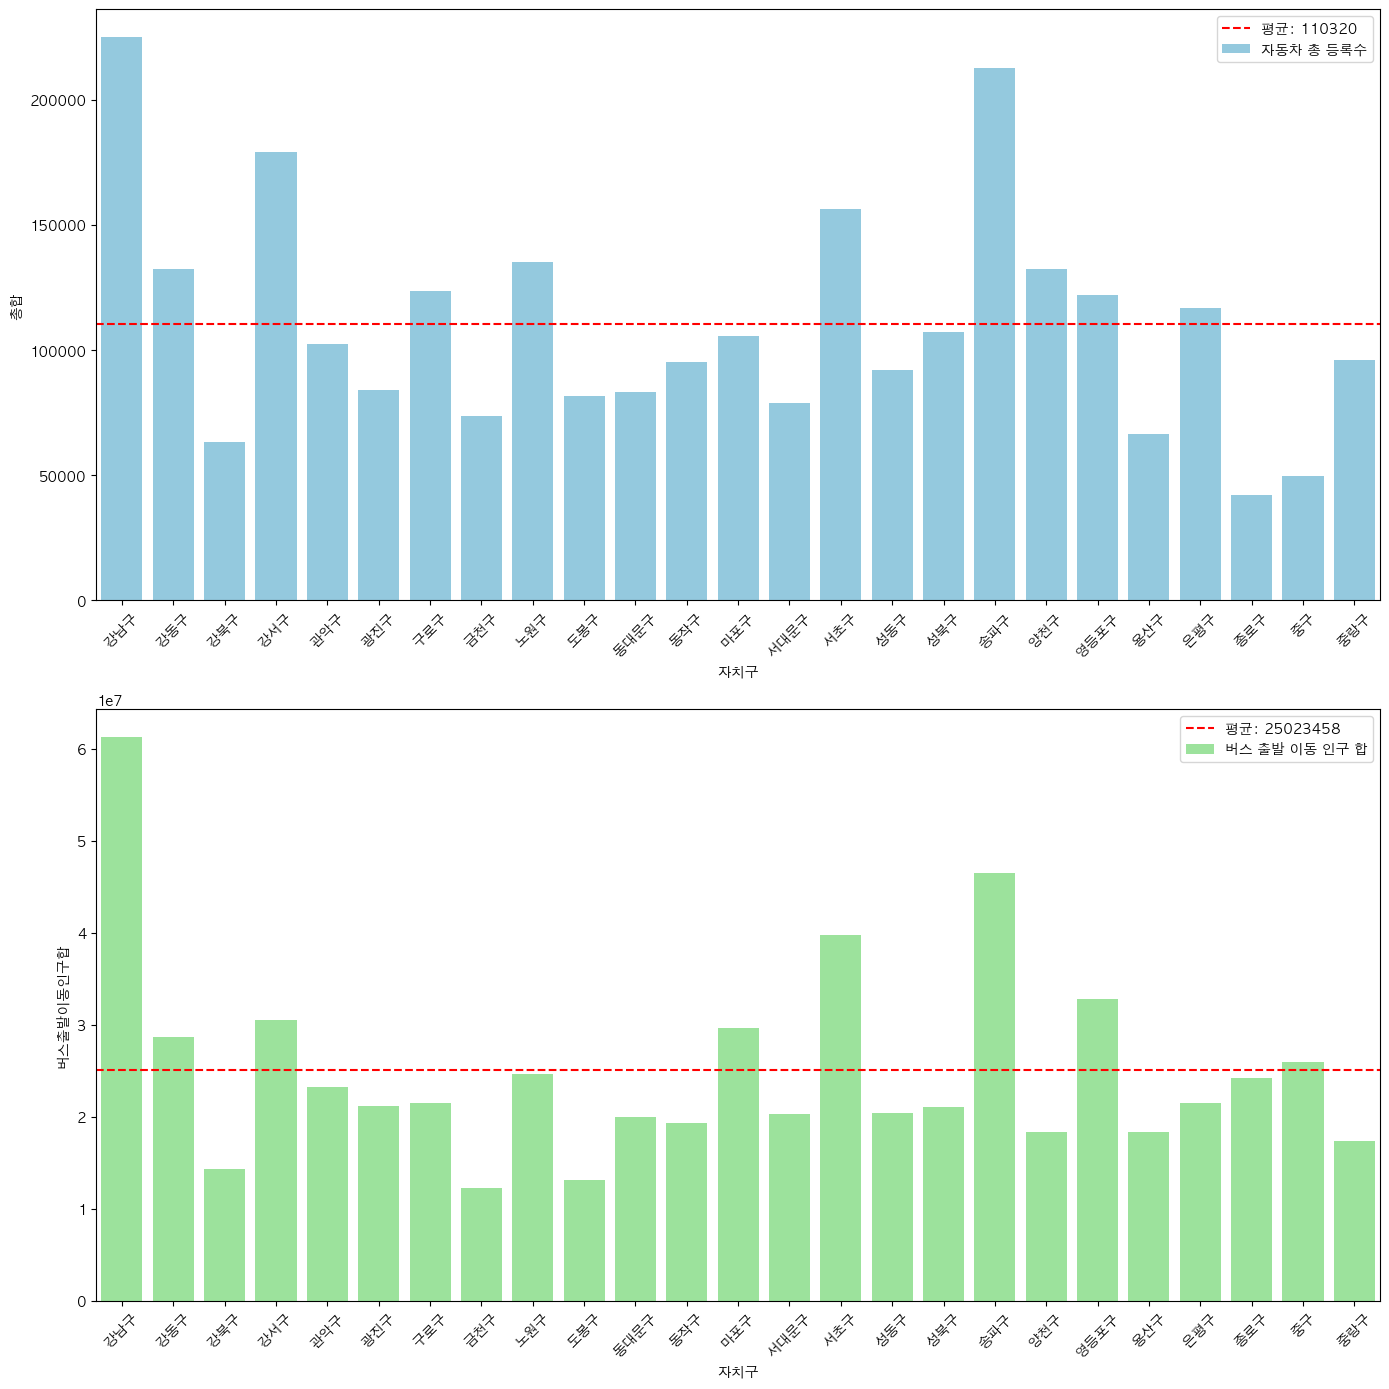 평균: 110320
자동차 총 등록수
200000
150000
100000
50000
0
총합
강남구 강동구 강북구 강서구 관악구 광진구 구로구 금천구 노원구 도봉구 동대문구 동작구 마포구 서대문구 서초구 성동구 성북구 송파구 양천구 영등포구 용산구 은평구 종로구 중구 중랑구
자치구
1e7
평균: 25023458
버스 출발 이동 인구 합
6
5
4
3
2
1
0
버스출발이동인구합
강남구 강동구 강북구 강서구 관악구 광진구 구로구 금천구 노원구 도봉구 동대문구 동작구 마포구 서대문구 서초구 성동구 성북구 송파구 양천구 영등포구 용산구 은평구 종로구 중구 중랑구
자치구